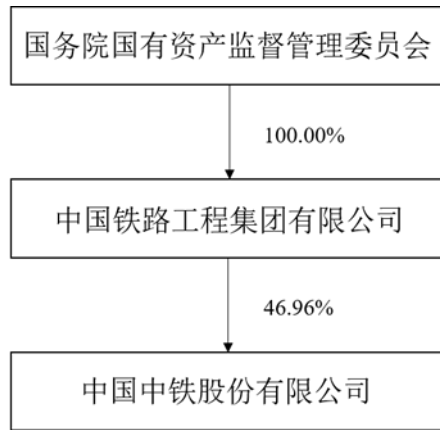 国务院国有资产监督管理委员会
100.00%
中国铁路工程集团有限公司
46.96%
中国中铁股份有限公司